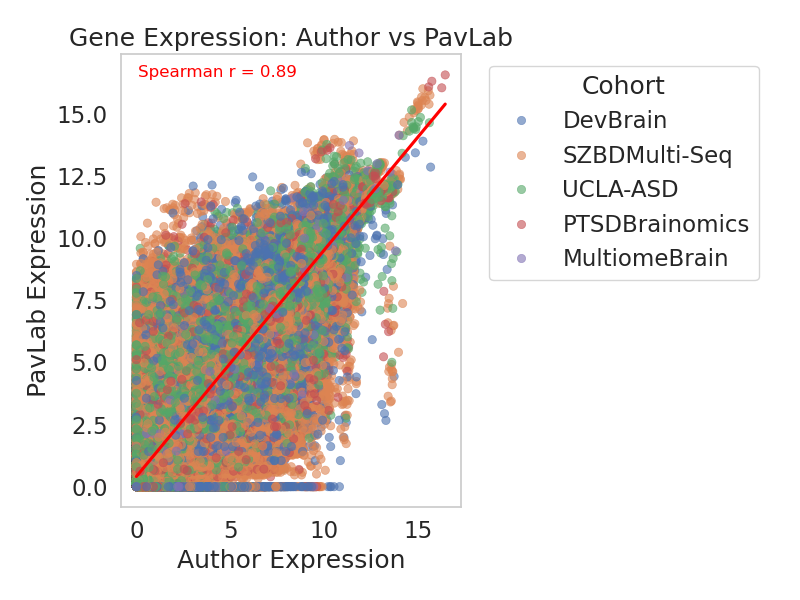 Gene Expression: Author vs PavLab
Spearman r = 0.89
PavLab Expression
15.0
12.5
10.0
7.5
5.0
2.5
0.0
0
5
10
15
Author Expression
Cohort
DevBrain
SZBDMulti-Seq
UCLA-ASD
PTSDBrainomics
MultiomeBrain